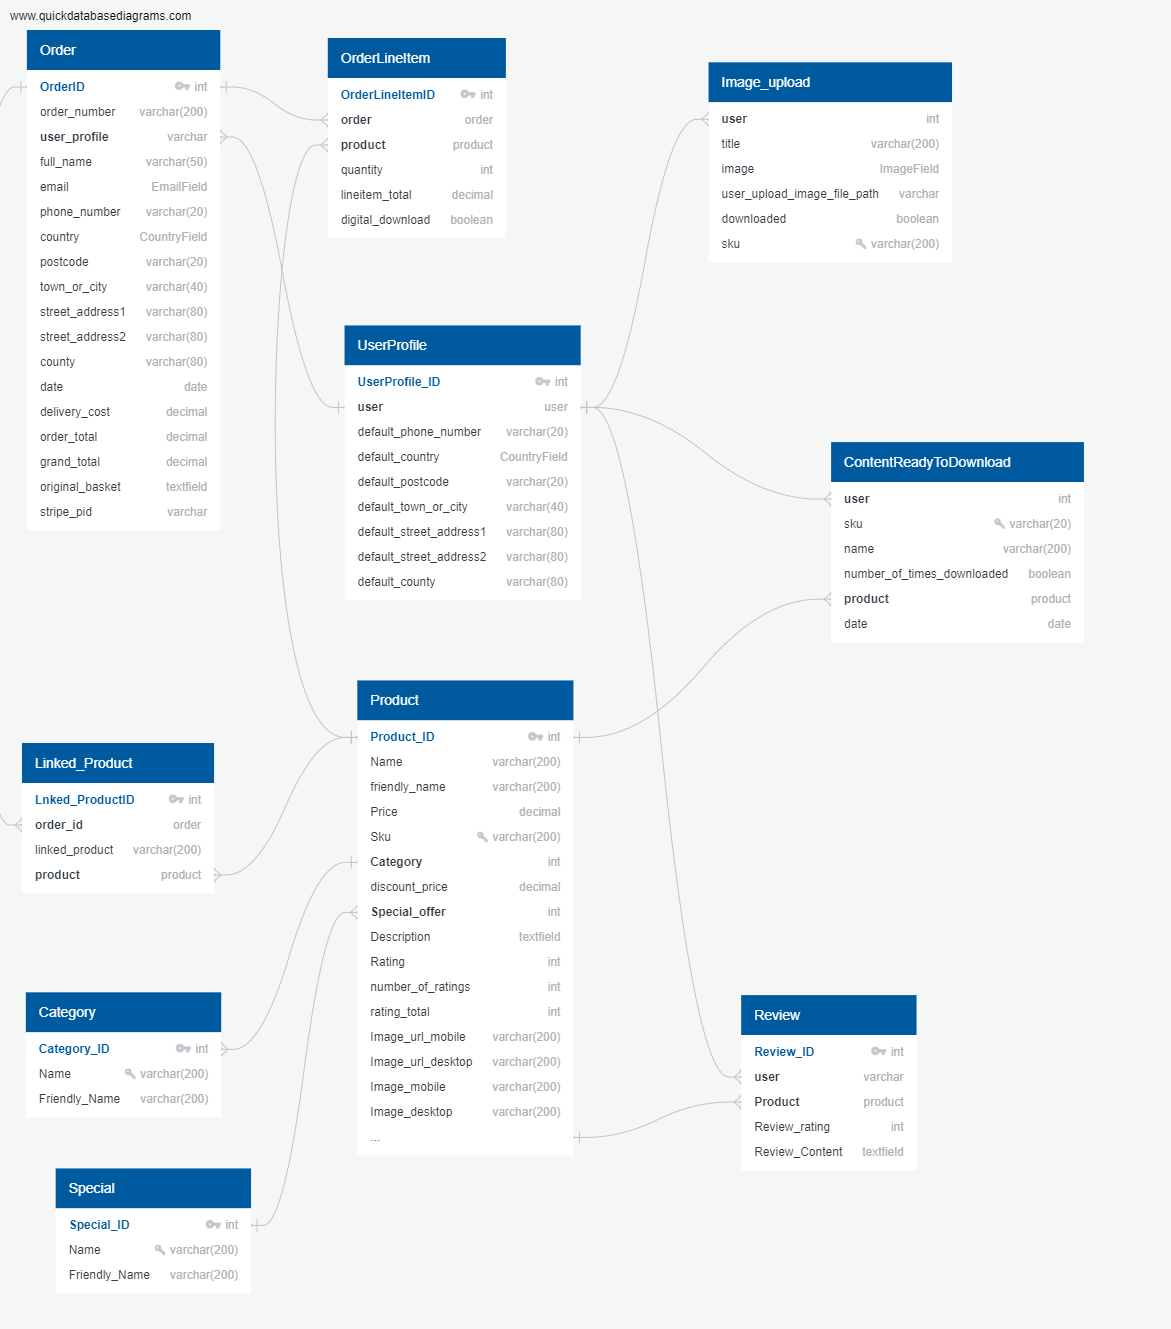 www.quickdatabasediagrams.com
Order
OrderID int
order_number varchar(200)
user_profile varchar
full_name varchar(50)
email EmailField
phone_number varchar(20)
country CountryField
postcode varchar(20)
town_or_city varchar(40)
street_address1 varchar(80)
street_address2 varchar(80)
county varchar(80)
date date
delivery_cost decimal
order_total decimal
grand_total decimal
original_basket textfield
stripe_pid varchar
OrderLineItem
OrderLineItemID int
order order
product product
quantity int
lineitem_total decimal
digital_download boolean
Image_upload
user int
title varchar(200)
image ImageField
user_upload_image_file_path varchar
downloaded boolean
sku varchar(200)
UserProfile
UserProfile_ID int
user user
default_phone_number varchar(20)
default_country CountryField
default_postcode varchar(20)
default_town_or_city varchar(40)
default_street_address1 varchar(80)
default_street_address2 varchar(80)
default_county varchar(80)
ContentReadyToDownload
user int
sku varchar(20)
name varchar(200)
number_of_times_downloaded boolean
product product
date date
Product
Product_ID int
Name varchar(200)
friendly_name varchar(200)
Price decimal
Sku varchar(200)
Category int
discount_price decimal
Special_offer int
Description textfield
Rating int
number_of_ratings int
rating_total int
Image_url_mobile varchar(200)
Image_url_desktop varchar(200)
Image_mobile varchar(200)
Image_desktop varchar(200)
...
Linked_Product
Lnked_ProductID int
order_id order
linked_product varchar(200)
product product
Category
Category_ID int
Name varchar(200)
Friendly_Name varchar(200)
Review
Review_ID int
user varchar
Product product
Review_rating int
Review_Content textfield
Special
Special_ID int
Name varchar(200)
Friendly_Name varchar(200)